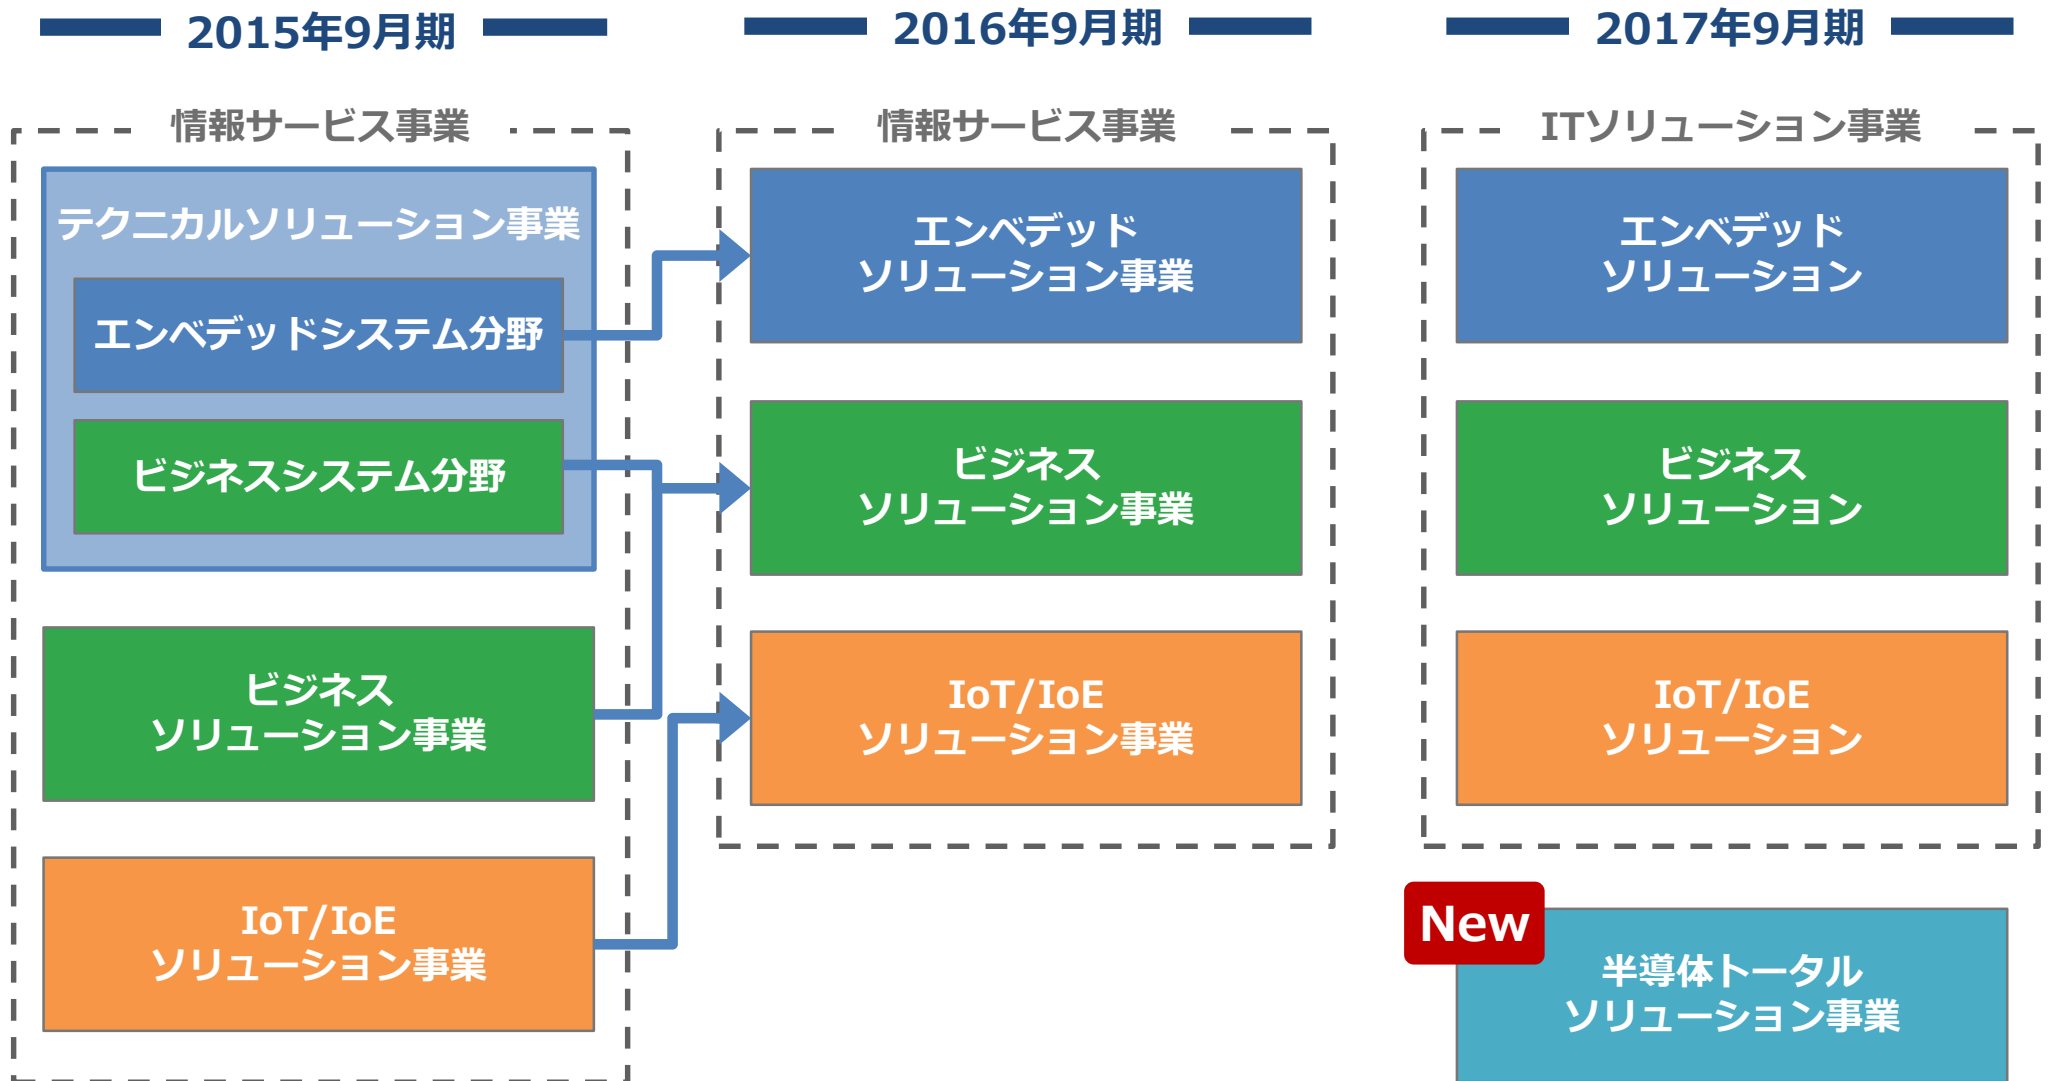 2015年9月期
情報サービス事業
テクニカルソリューション事業
エンベデッドシステム分野
ビジネスシステム分野
ビジネス
ソリューション事業
IoT/IoE
ソリューション事業
2016年9月期
情報サービス事業
エンベデッド
ソリューション事業
ビジネス
ソリューション事業
IoT/IoE
ソリューション事業
2017年9月期
ITソリューション事業
エンベデッド
ソリューション
ビジネス
ソリューション
IoT/IoE
ソリューション
New
半導体トータル
ソリューション事業